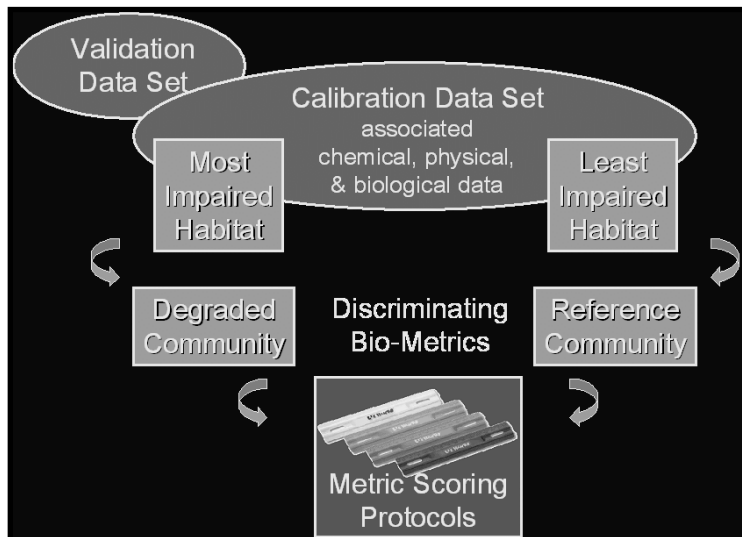 Validation
Data Set
Calibration Data Set
associated
chemical, physical,
& biological data
Most
Impaired
Habitat
Least
Impaired
Habitat
Degraded
Community
Discriminating
Bio-Metrics
Reference
Community
Metric Scoring
Protocols